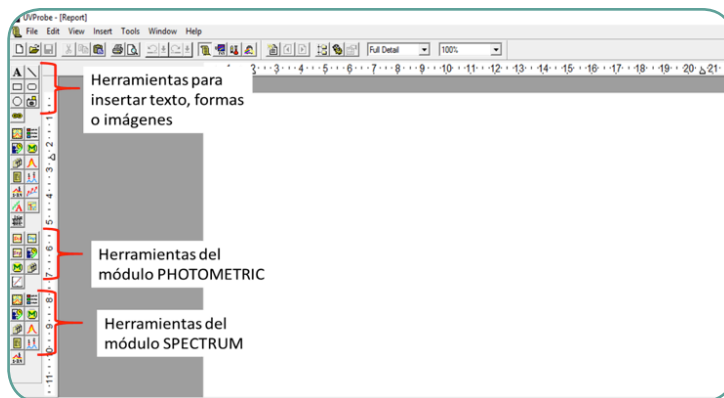 UVProbe - [Report]
File Edit View Insert Tools Window Help
Full Detail 100%
Herramientas para
insertar texto, formas
o imágenes
Herramientas del
módulo PHOTOMETRIC
Herramientas del
módulo SPECTRUM